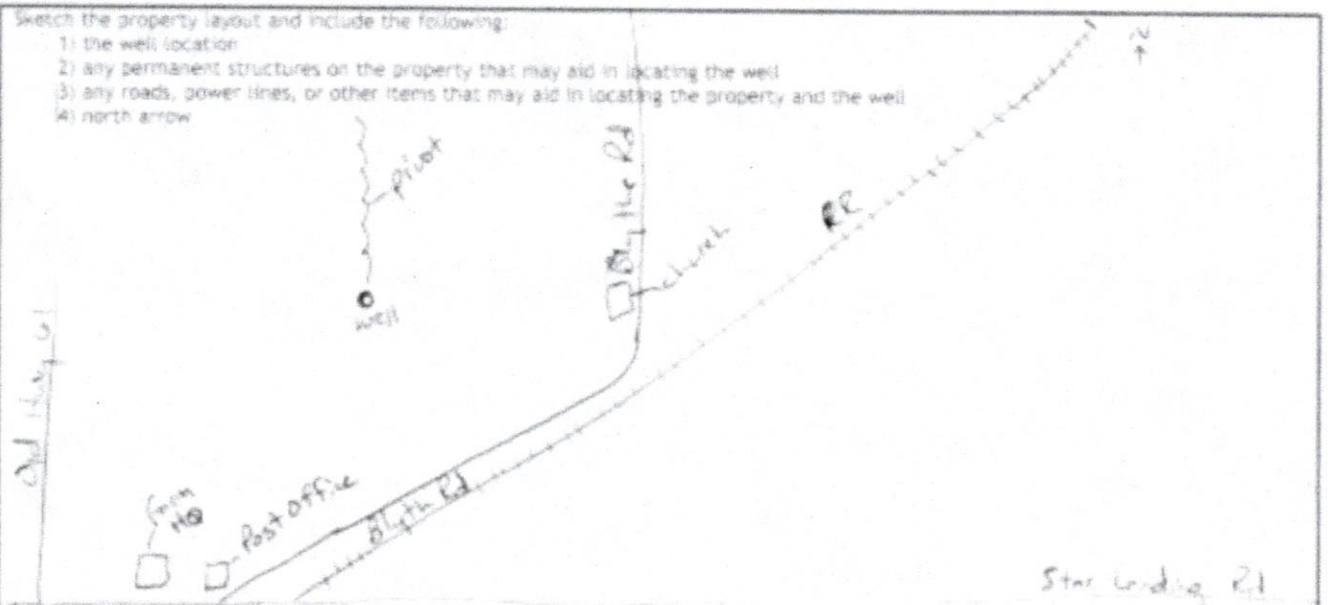 Sketch the property layout and include the following:
1) the well location
2) any permanent structures on the property that may aid in locating the well
3) any roads, power lines, or other items that may aid in locating the property and the well
4) north arrow
N
pivot
Blythe Rd
RR
church
well
Old Hwy 61
Farm
HQ
Post office
Blyth Rd
Star Landing Rd